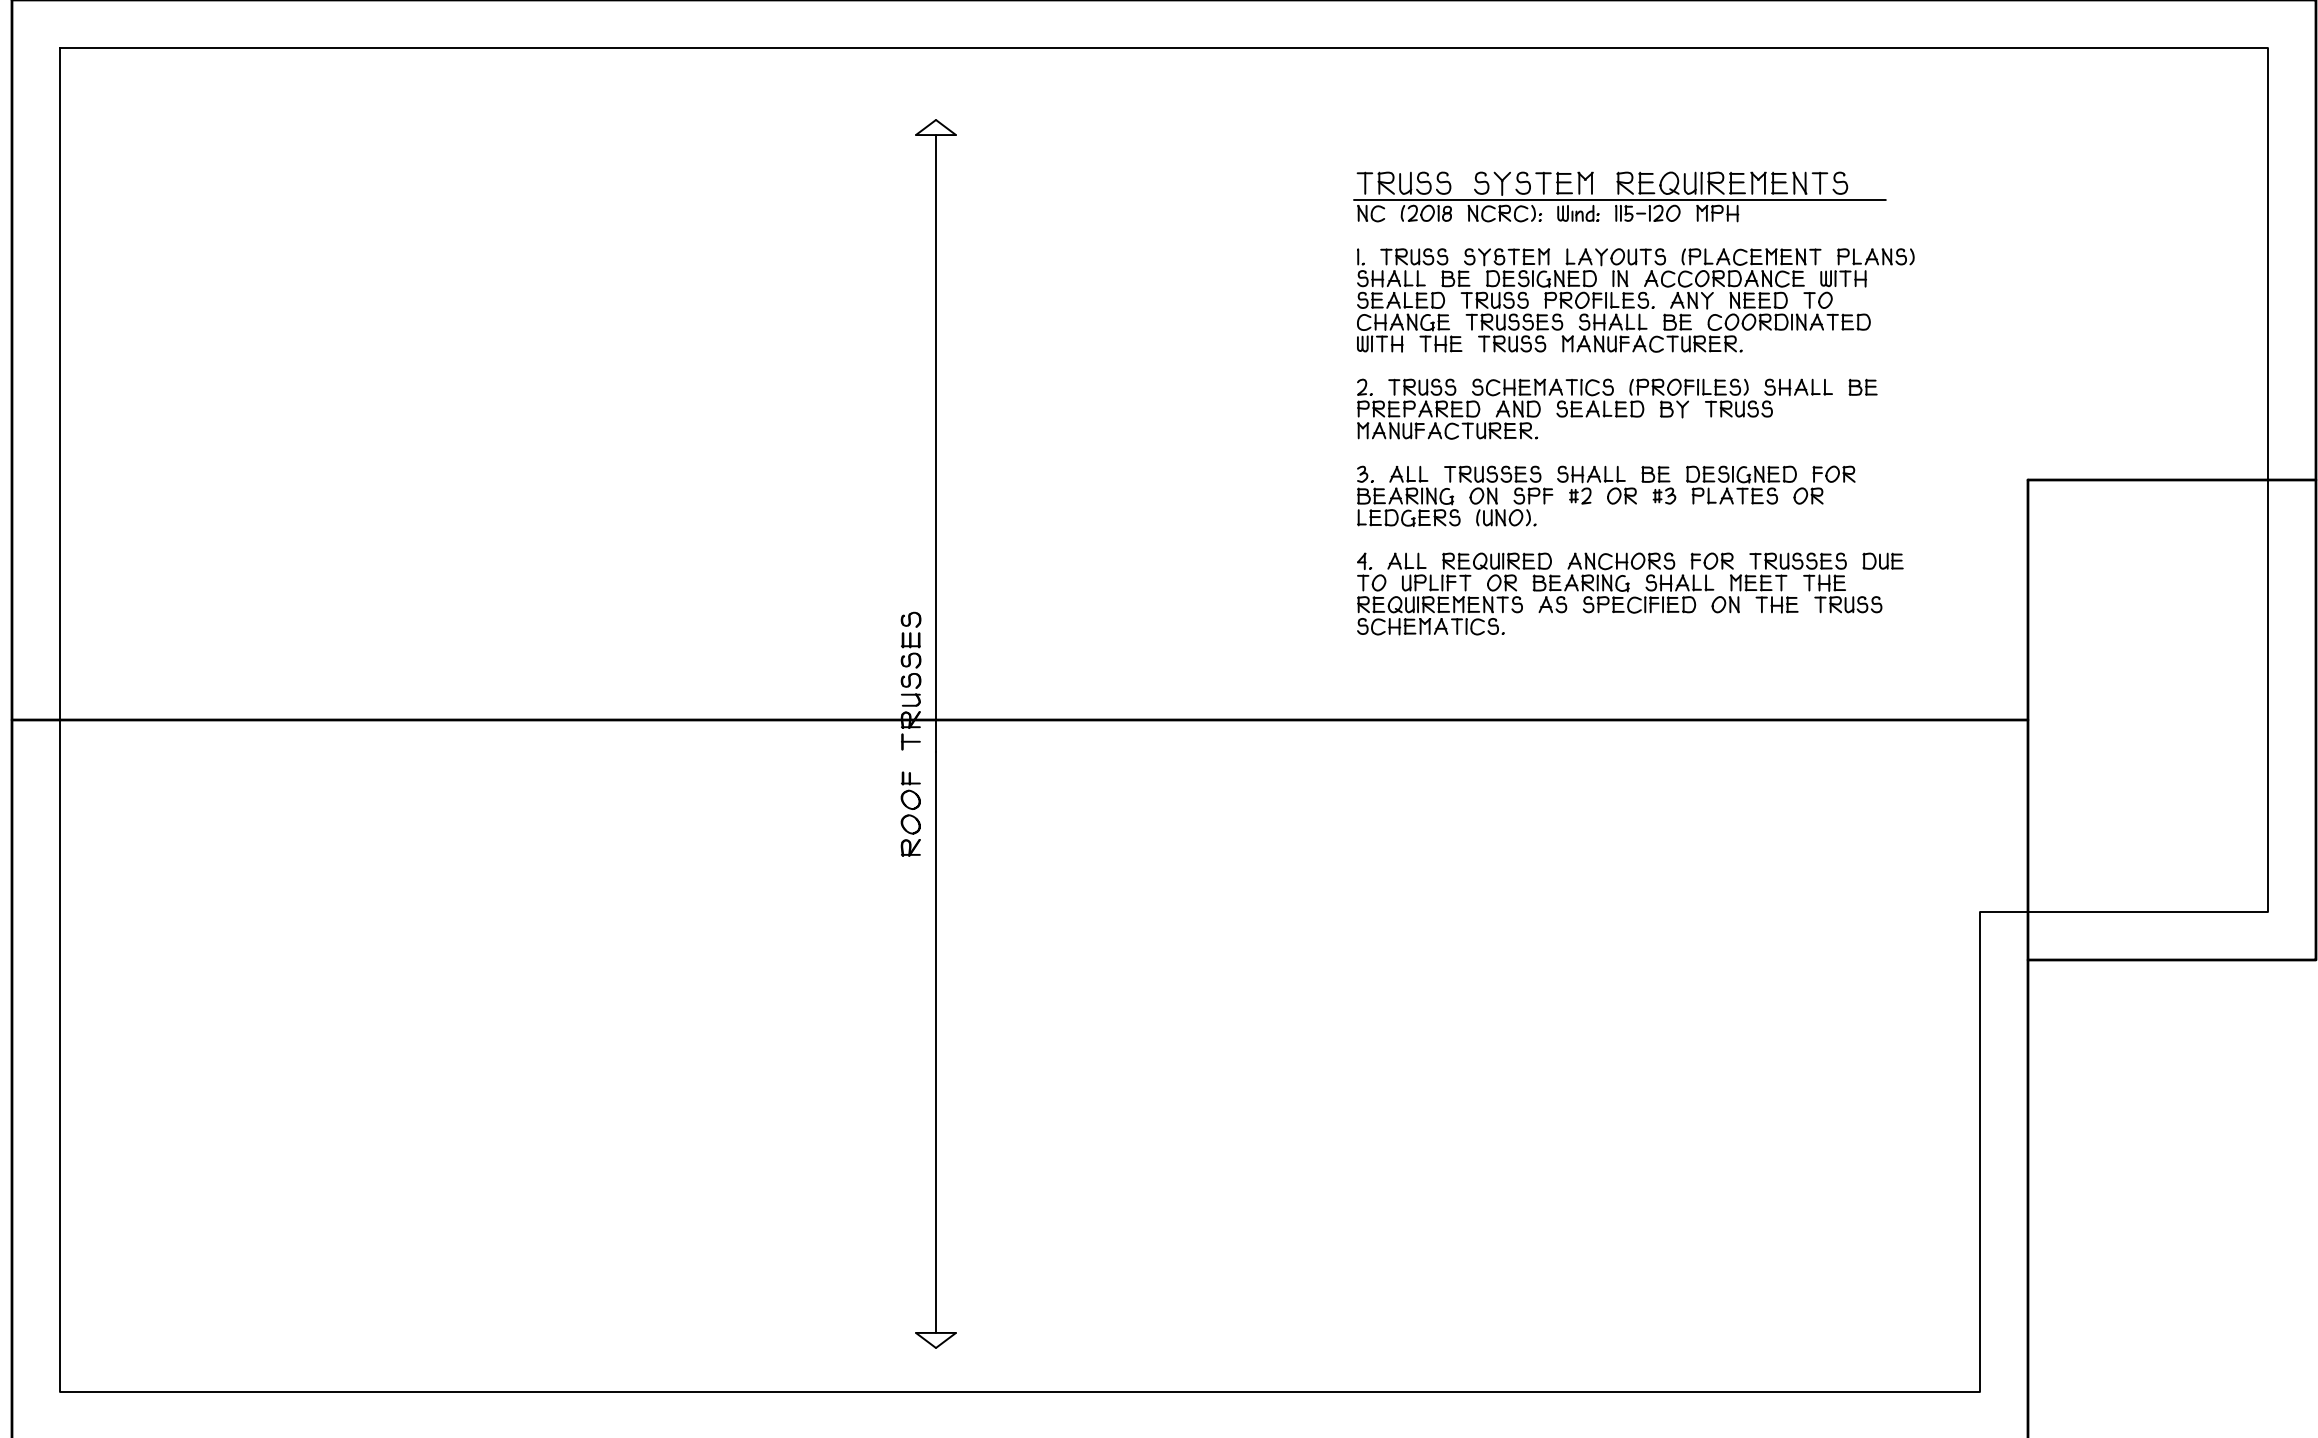 TRUSS SYSTEM REQUIREMENTS
NC (2018 NCRC): Wind: 115-120 MPH
1. TRUSS SYSTEM LAYOUTS (PLACEMENT PLANS)
SHALL BE DESIGNED IN ACCORDANCE WITH
SEALED TRUSS PROFILES. ANY NEED TO
CHANGE TRUSSES SHALL BE COORDINATED
WITH THE TRUSS MANUFACTURER.
2. TRUSS SCHEMATICS (PROFILES) SHALL BE
PREPARED AND SEALED BY TRUSS
MANUFACTURER.
3. ALL TRUSSES SHALL BE DESIGNED FOR
BEARING ON SPF #2 OR #3 PLATES OR
LEDGERS (UNO).
4. ALL REQUIRED ANCHORS FOR TRUSSES DUE
TO UPLIFT OR BEARING SHALL MEET THE
REQUIREMENTS AS SPECIFIED ON THE TRUSS
SCHEMATICS.
ROOF TRUSSES